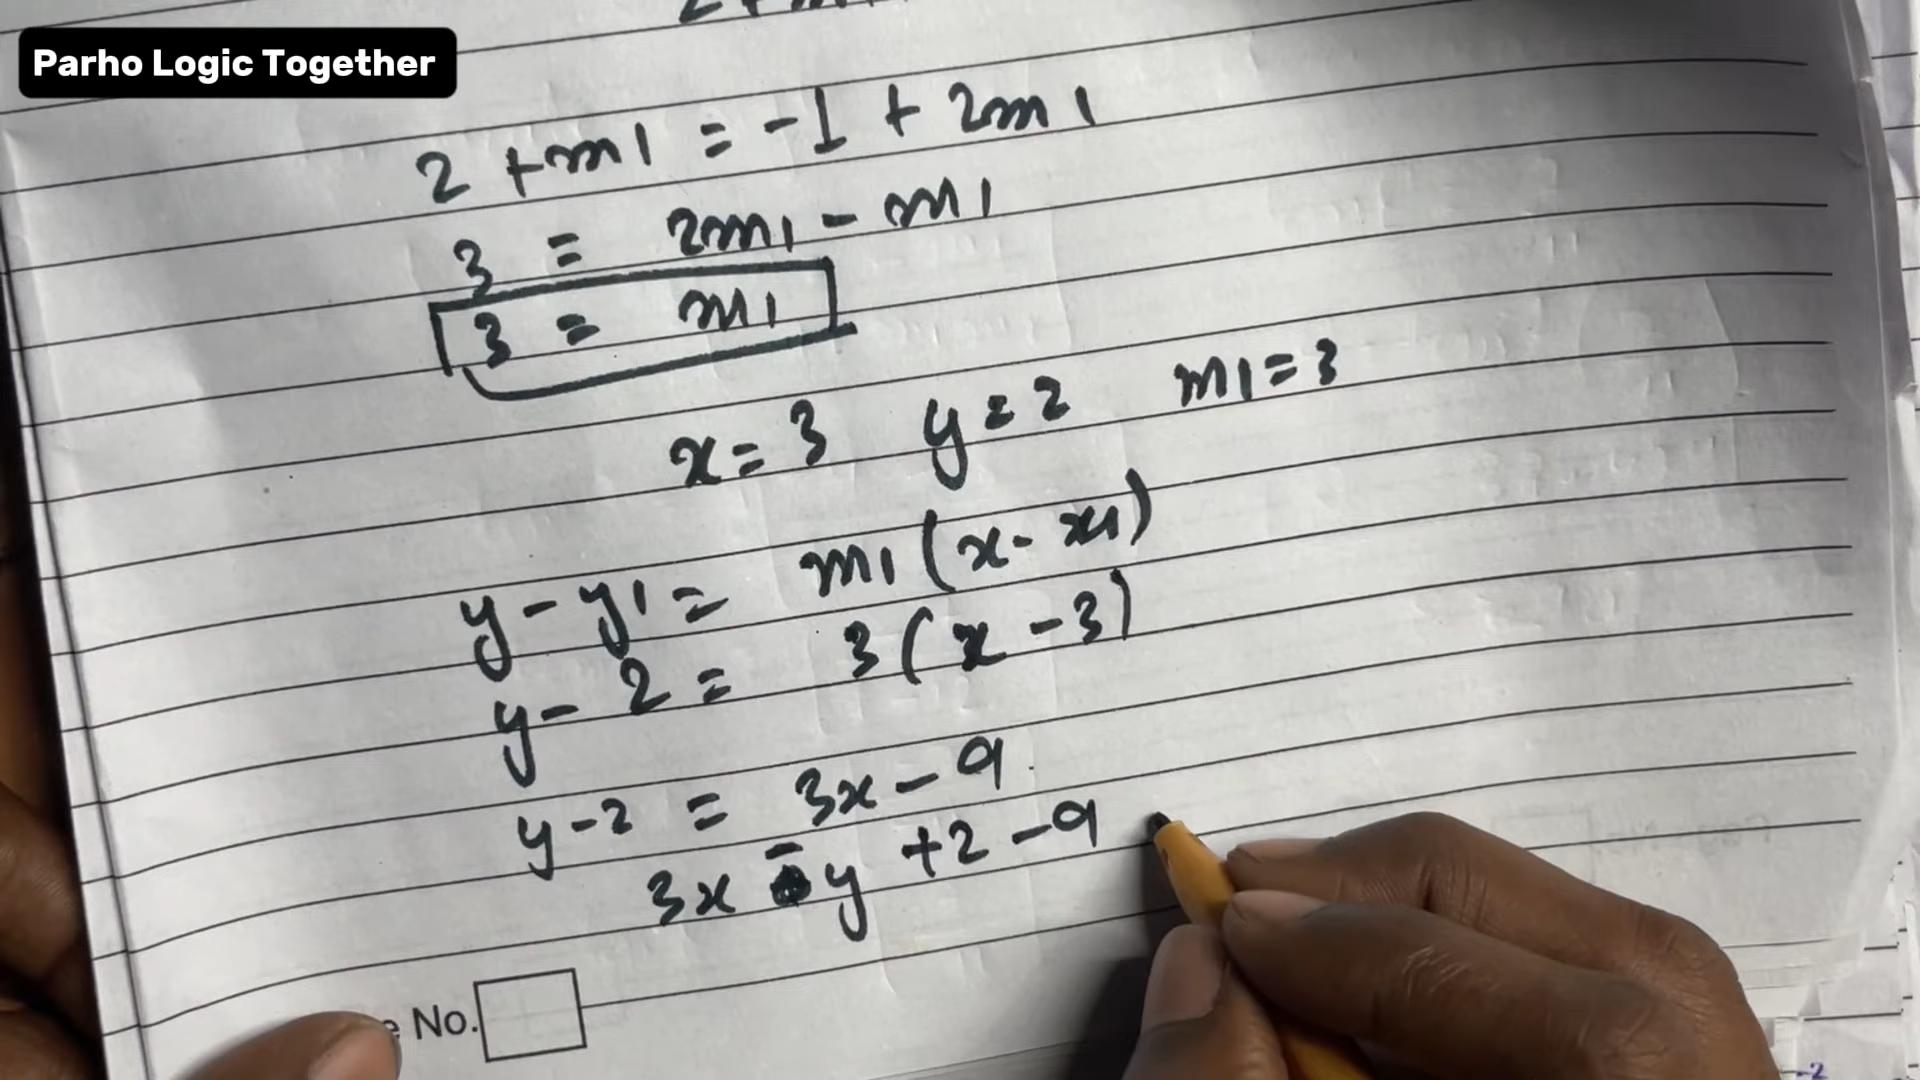 Parho Logic Together
2 + m1 = -1 + 2m1
3 = 2m1 - m1
3 = m1
x = 3 y = 2 m1 = 3
y - y1 = m1 (x - x1)
y - 2 = 3 (x - 3)
y - 2 = 3x - 9
3x - y + 2 - 9
No.